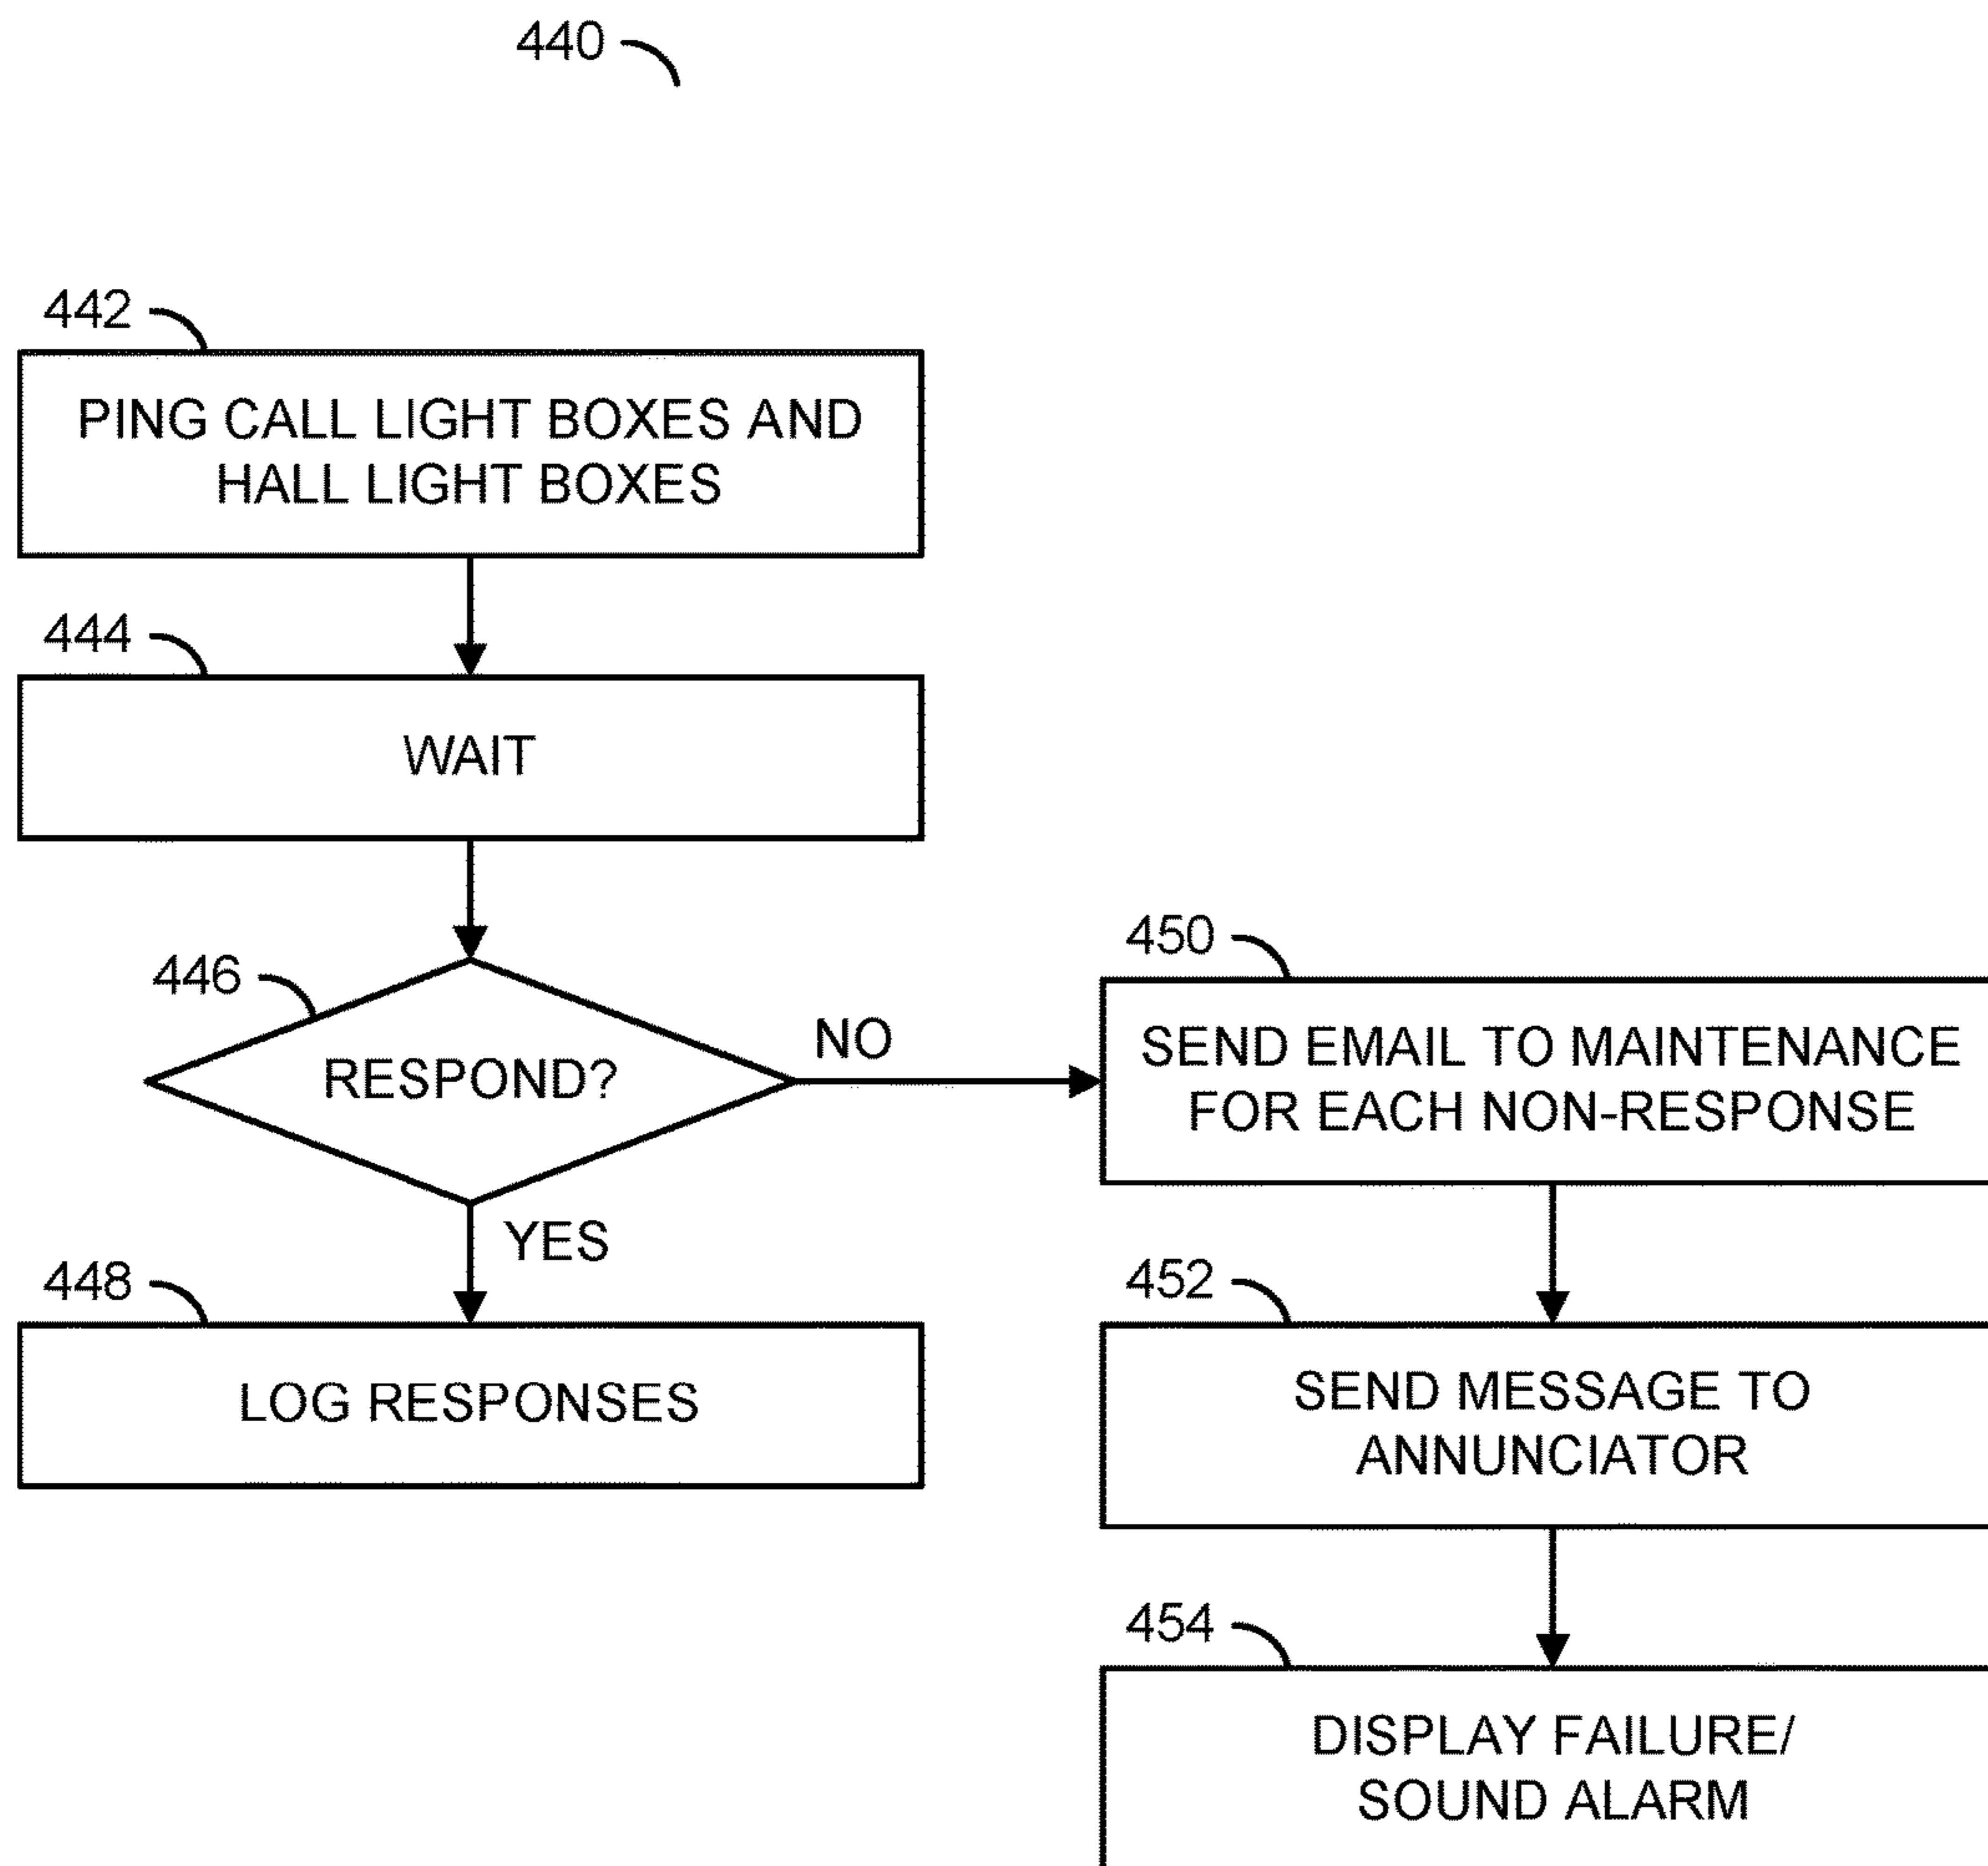 440
442
PING CALL LIGHT BOXES AND
HALL LIGHT BOXES
444
WAIT
446
RESPOND?
NO
YES
448
LOG RESPONSES
450
SEND EMAIL TO MAINTENANCE
FOR EACH NON-RESPONSE
452
SEND MESSAGE TO
ANNUNCIATOR
454
DISPLAY FAILURE/
SOUND ALARM